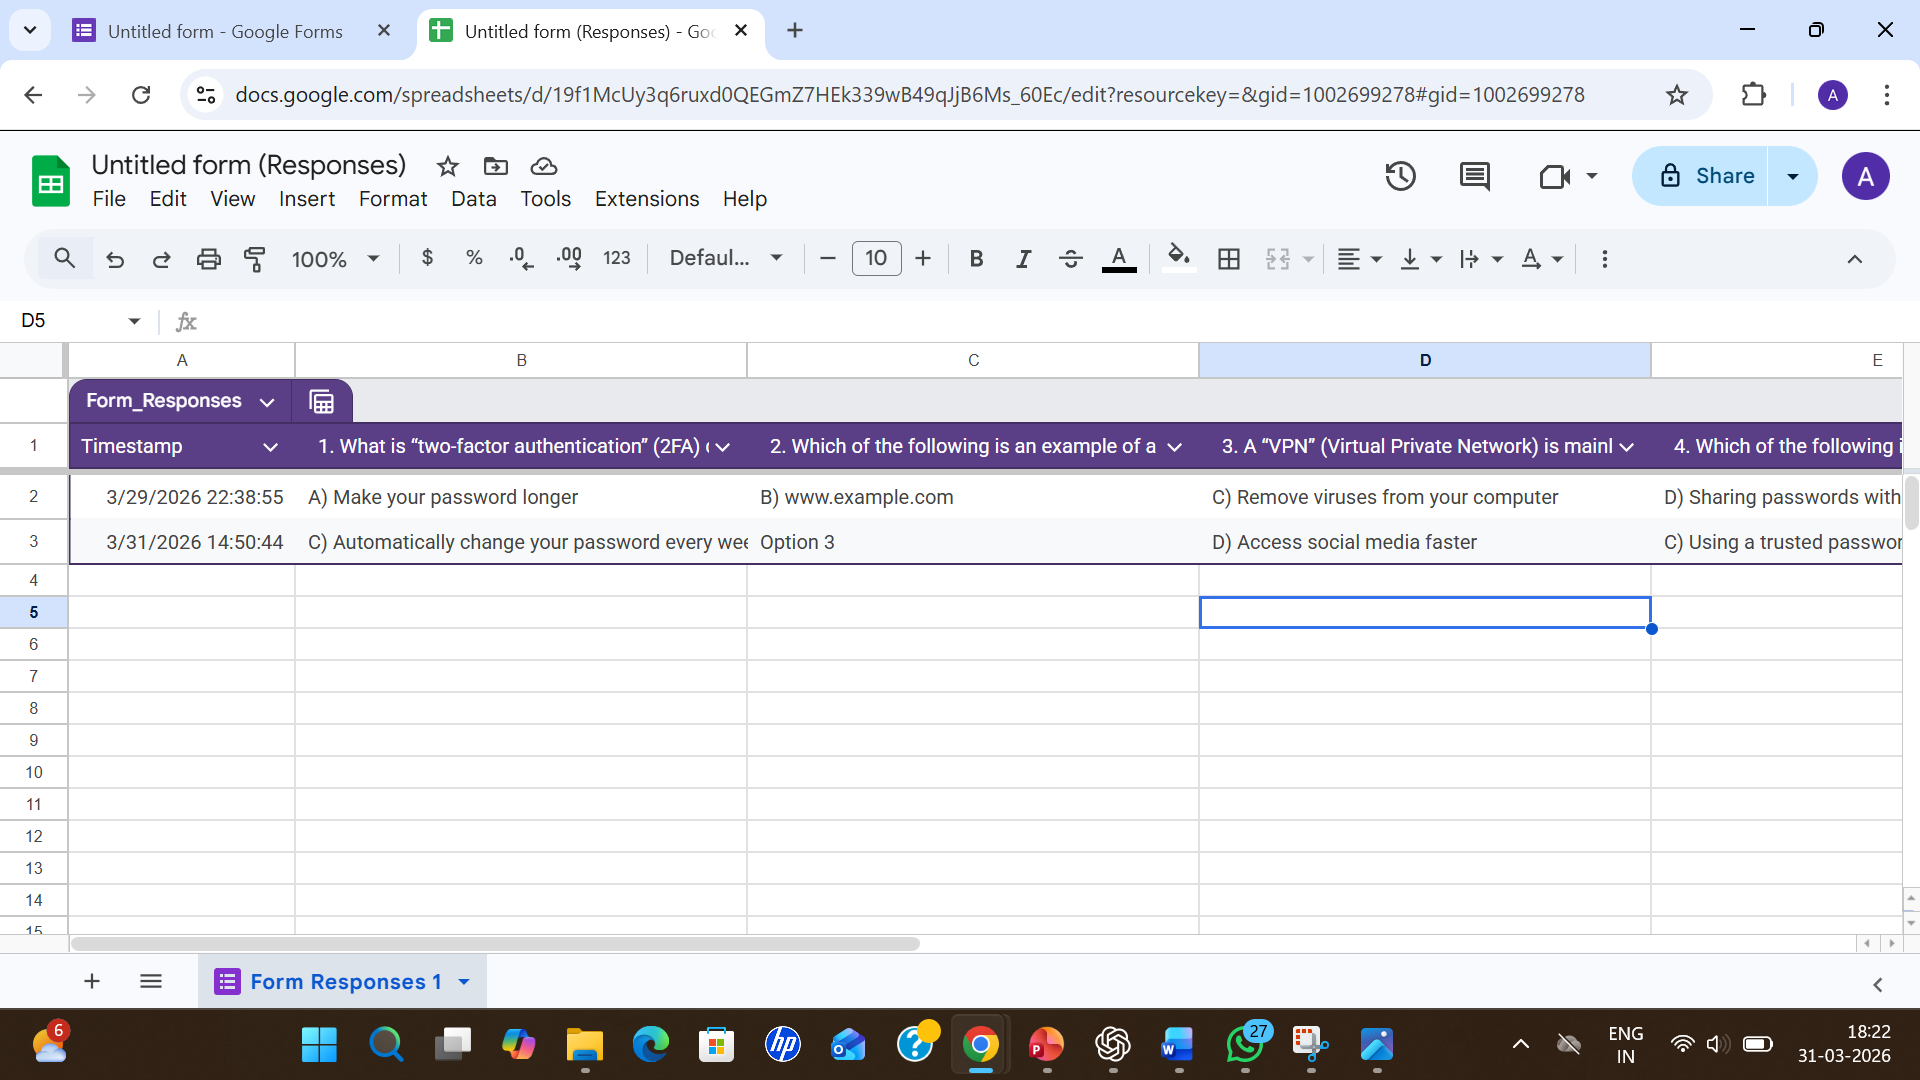 Untitled form - Google Forms
Untitled form (Responses) - Goo
docs.google.com/spreadsheets/d/19f1McUy3q6ruxd0QEGmZ7HEk339wB49qJjB6Ms_60Ec/edit?resourcekey=&gid=1002699278#gid=1002699278
A
Untitled form (Responses)
File Edit View Insert Format Data Tools Extensions Help
Share
A
100% $ % .0 .00 123 Defaul... 10 B I S A A
D5 fx
A B C D E
Form_Responses
1 Timestamp 1. What is “two-factor authentication” (2FA) 2. Which of the following is an example of a 3. A “VPN” (Virtual Private Network) is mainl 4. Which of the following i
2 3/29/2026 22:38:55 A) Make your password longer B) www.example.com C) Remove viruses from your computer D) Sharing passwords with
3 3/31/2026 14:50:44 C) Automatically change your password every wee Option 3 D) Access social media faster C) Using a trusted passwor
4
5
6
7
8
9
10
11
12
13
14
15
Form Responses 1
6
hp
27
ENG
IN
18:22
31-03-2026